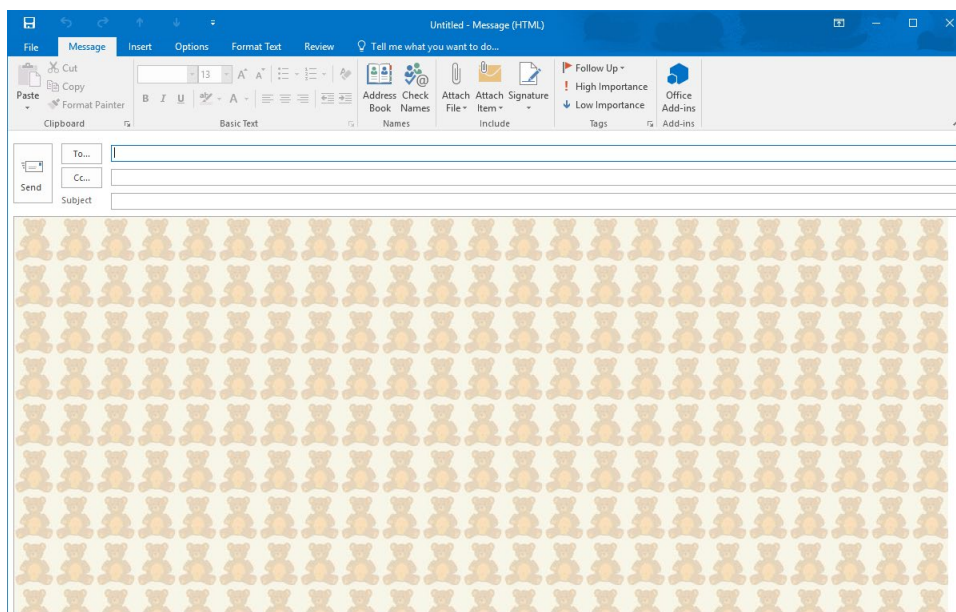 Untitled - Message (HTML)
File Message Insert Options Format Text Review Tell me what you want to do...
Paste
Cut
Copy
Format Painter
Clipboard
13 A A
B I U aby A
Basic Text
Address Book
Check Names
Names
Attach File
Attach Item
Signature
Include
Follow Up
High Importance
Low Importance
Tags
Office Add-ins
Add-ins
Send
To...
Cc...
Subject